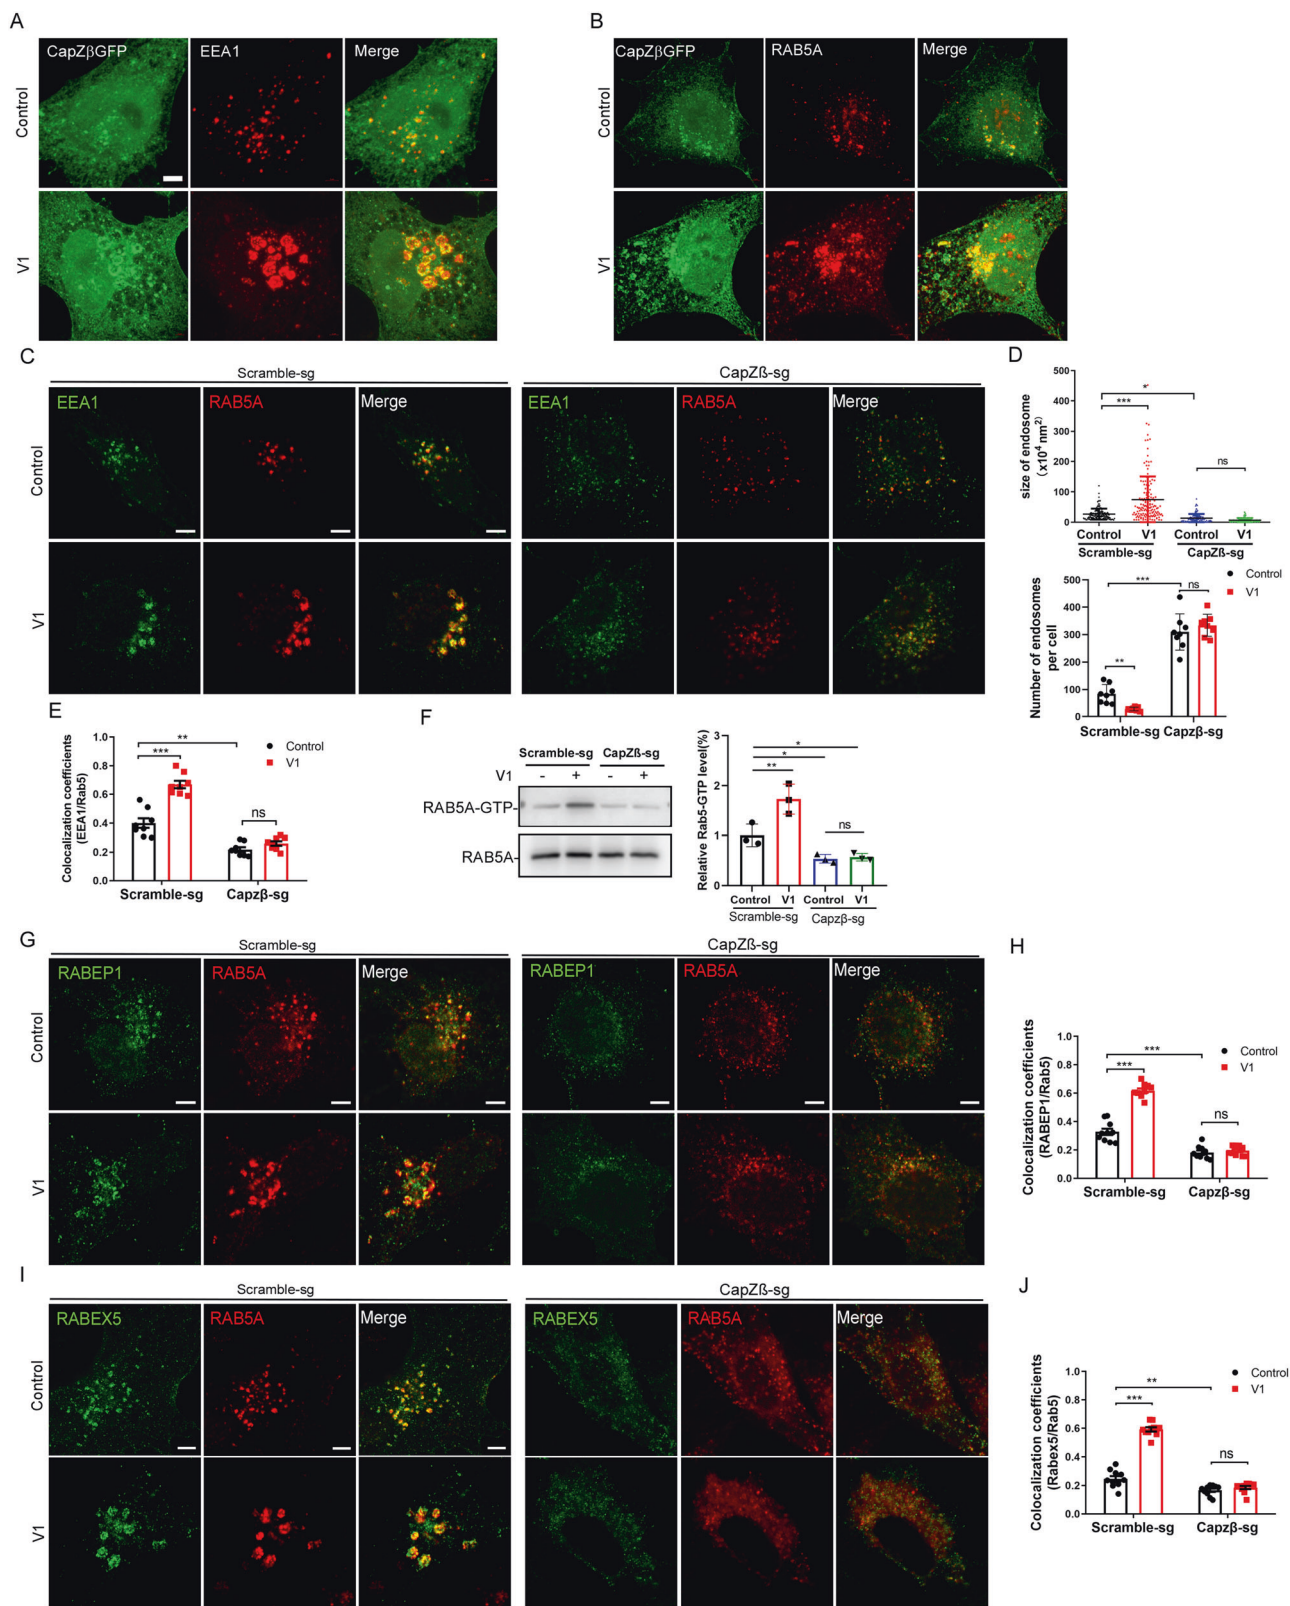 A
CapZβGFP
EEA1
Merge
Control
V1
B
CapZβGFP
RAB5A
Merge
Control
V1
C
Scramble-sg
CapZß-sg
EEA1
RAB5A
Merge
EEA1
RAB5A
Merge
Control
V1
D
size of endosome
(x10⁴ nm²)
500
400
300
200
100
0
*
***
ns
Control
V1
Control
V1
Scramble-sg
CapZß-sg
Number of endosomes
per cell
500
400
300
200
100
0
***
ns
**
Control
V1
Scramble-sg
Capzβ-sg
E
Colocalization coefficients
(EEA1/Rab5)
1.0
0.8
0.6
0.4
0.2
0.0
**
***
ns
Control
V1
Scramble-sg
Capzβ-sg
F
Scramble-sg
CapZß-sg
V1
-
+
-
+
RAB5A-GTP-
RAB5A-
Relative Rab5-GTP level(%)
3
2
1
0
*
*
**
ns
Control
V1
Control
V1
Scramble-sg
Capzβ-sg
G
Scramble-sg
CapZß-sg
RABEP1
RAB5A
Merge
RABEP1
RAB5A
Merge
Control
V1
H
Colocalization coefficients
(RABEP1/Rab5)
1.0
0.8
0.6
0.4
0.2
0.0
***
***
ns
Control
V1
Scramble-sg
Capzβ-sg
I
Scramble-sg
CapZß-sg
RABEX5
RAB5A
Merge
RABEX5
RAB5A
Merge
Control
V1
J
Colocalization coefficients
(Rabex5/Rab5)
1.0
0.8
0.6
0.4
0.2
0.0
**
***
ns
Control
V1
Scramble-sg
Capzβ-sg